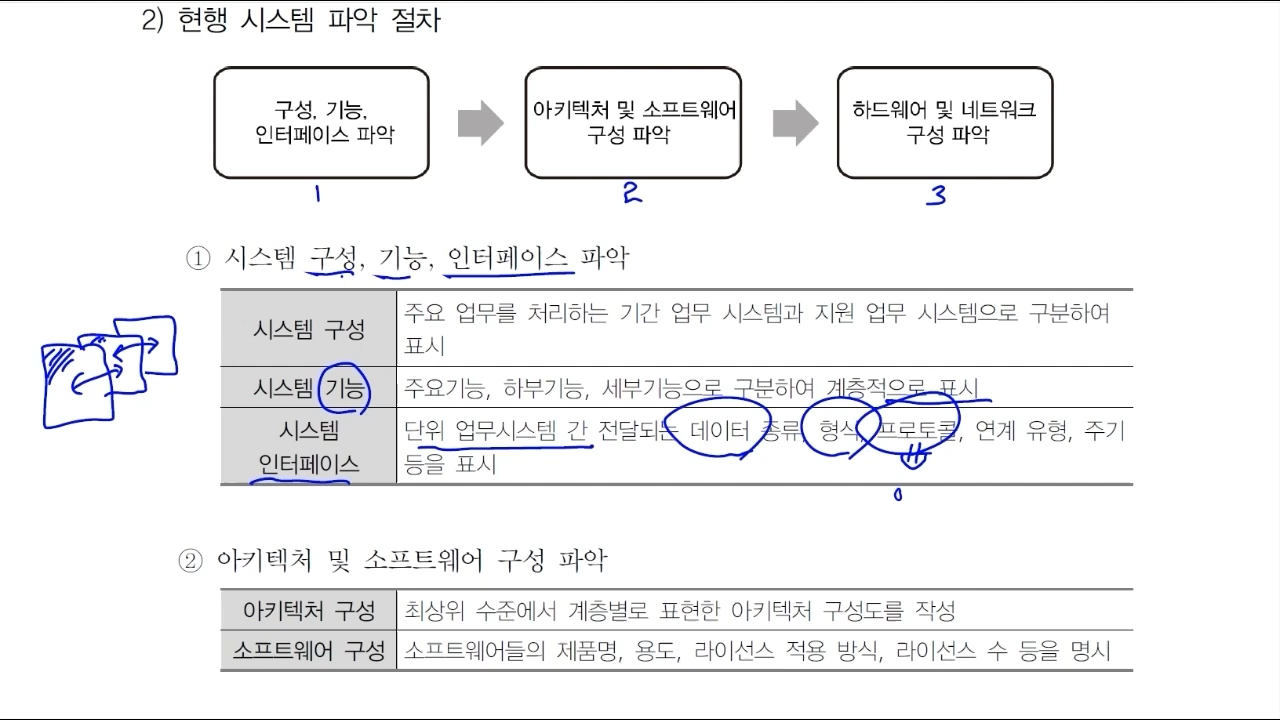 2) 현행 시스템 파악 절차
구성, 기능,
인터페이스 파악
아키텍처 및 소프트웨어
구성 파악
하드웨어 및 네트워크
구성 파악
1
2
3
① 시스템 구성, 기능, 인터페이스 파악
시스템 구성
주요 업무를 처리하는 기간 업무 시스템과 지원 업무 시스템으로 구분하여
표시
시스템 기능
주요기능, 하부기능, 세부기능으로 구분하여 계층적으로 표시
시스템
인터페이스
단위 업무시스템 간 전달되는 데이터 종류, 형식, 프로토콜, 연계 유형, 주기
등을 표시
② 아키텍처 및 소프트웨어 구성 파악
아키텍처 구성
최상위 수준에서 계층별로 표현한 아키텍처 구성도를 작성
소프트웨어 구성
소프트웨어들의 제품명, 용도, 라이선스 적용 방식, 라이선스 수 등을 명시